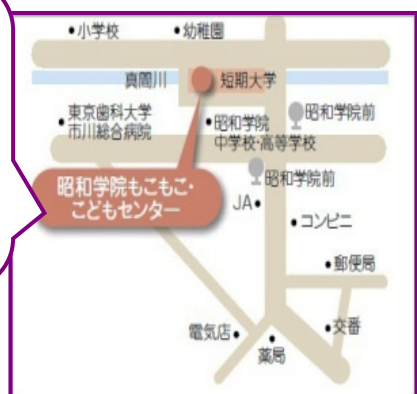 •小学校
•幼稚園
真間川
短期大学
•東京歯科大学
市川総合病院
•昭和学院
中学校・高等学校
昭和学院前
昭和学院もこもこ・
こどもセンター
昭和学院前
JA•
•コンビニ
•郵便局
電気店•
•交番
薬局